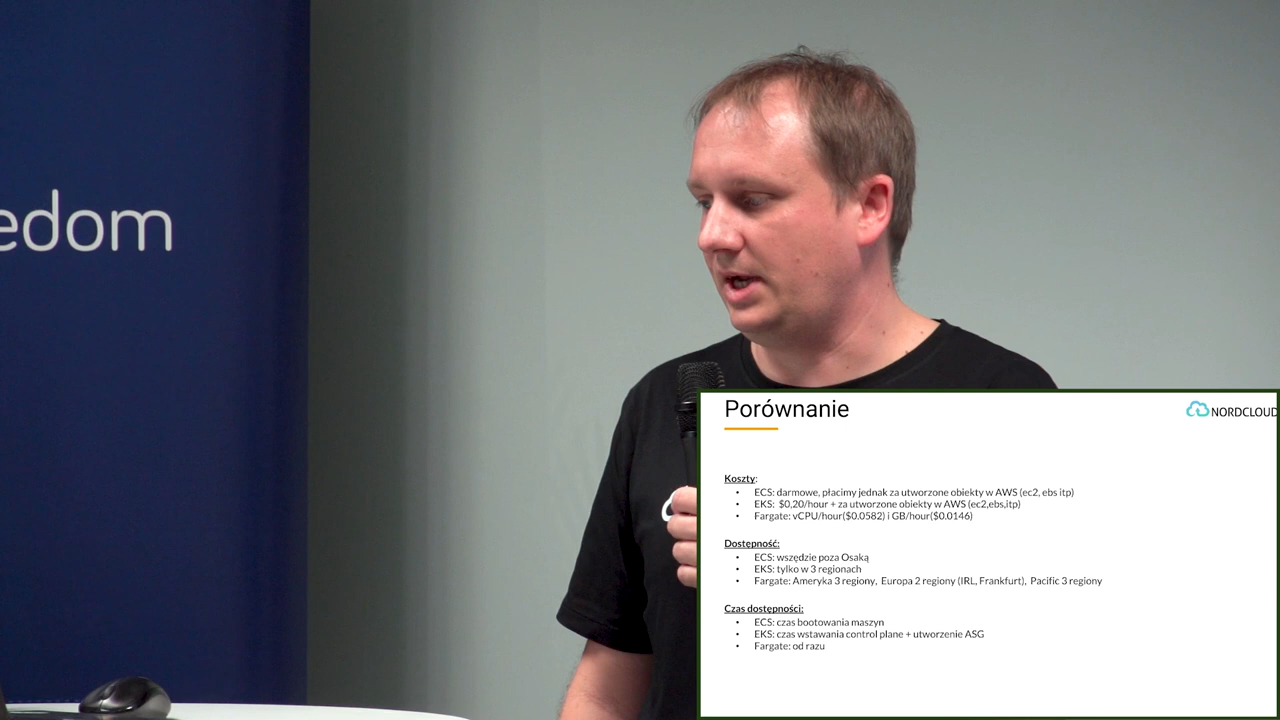 edom
Porównanie
NORDCLOUD
Koszty:
• ECS: darmowe, płacimy jednak za utworzone obiekty w AWS (ec2, ebs itp)
• EKS: $0,20/hour + za utworzone obiekty w AWS (ec2,ebs,itp)
• Fargate: vCPU/hour($0.0582) i GB/hour($0.0146)
Dostępność:
• ECS: wszędzie poza Osaką
• EKS: tylko w 3 regionach
• Fargate: Ameryka 3 regiony, Europa 2 regiony (IRL, Frankfurt), Pacific 3 regiony
Czas dostępności:
• ECS: czas bootowania maszyn
• EKS: czas wstawania control plane + utworzenie ASG
• Fargate: od razu